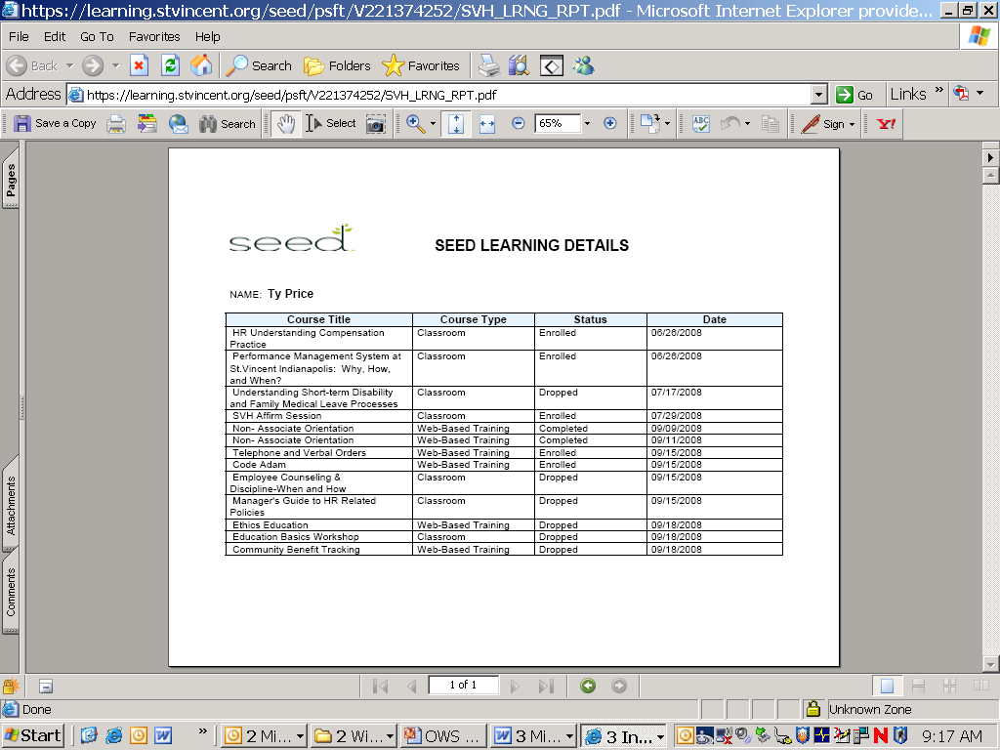 https://learning.stvincent.org/seed/psft/V221374252/SVH_LRNG_RPT.pdf - Microsoft Internet Explorer provide...
File Edit Go To Favorites Help
Back Search Folders Favorites
Address https://learning.stvincent.org/seed/psft/V221374252/SVH_LRNG_RPT.pdf Go Links »
Save a Copy Search Select 65% ABC Sign Y!
Pages
Attachments
Comments
seed
SEED LEARNING DETAILS
NAME: Ty Price
Course Title Course Type Status Date
HR Understanding Compensation Classroom Enrolled 06/26/2008
Practice
Performance Management System at Classroom Enrolled 06/26/2008
St.Vincent Indianapolis: Why, How,
and When?
Understanding Short-term Disability Classroom Dropped 07/17/2008
and Family Medical Leave Processes
SVH Affirm Session Classroom Enrolled 07/29/2008
Non- Associate Orientation Web-Based Training Completed 09/09/2008
Non- Associate Orientation Web-Based Training Completed 09/11/2008
Telephone and Verbal Orders Web-Based Training Enrolled 09/15/2008
Code Adam Web-Based Training Enrolled 09/15/2008
Employee Counseling & Classroom Dropped 09/15/2008
Discipline-When and How
Manager's Guide to HR Related Classroom Dropped 09/15/2008
Policies
Ethics Education Web-Based Training Dropped 09/18/2008
Education Basics Workshop Classroom Dropped 09/18/2008
Community Benefit Tracking Web-Based Training Dropped 09/18/2008
1 of 1
Done Unknown Zone
Start » 2 Mi... 2 Wi... OWS ... 3 Mi... 3 In... N 9:17 AM